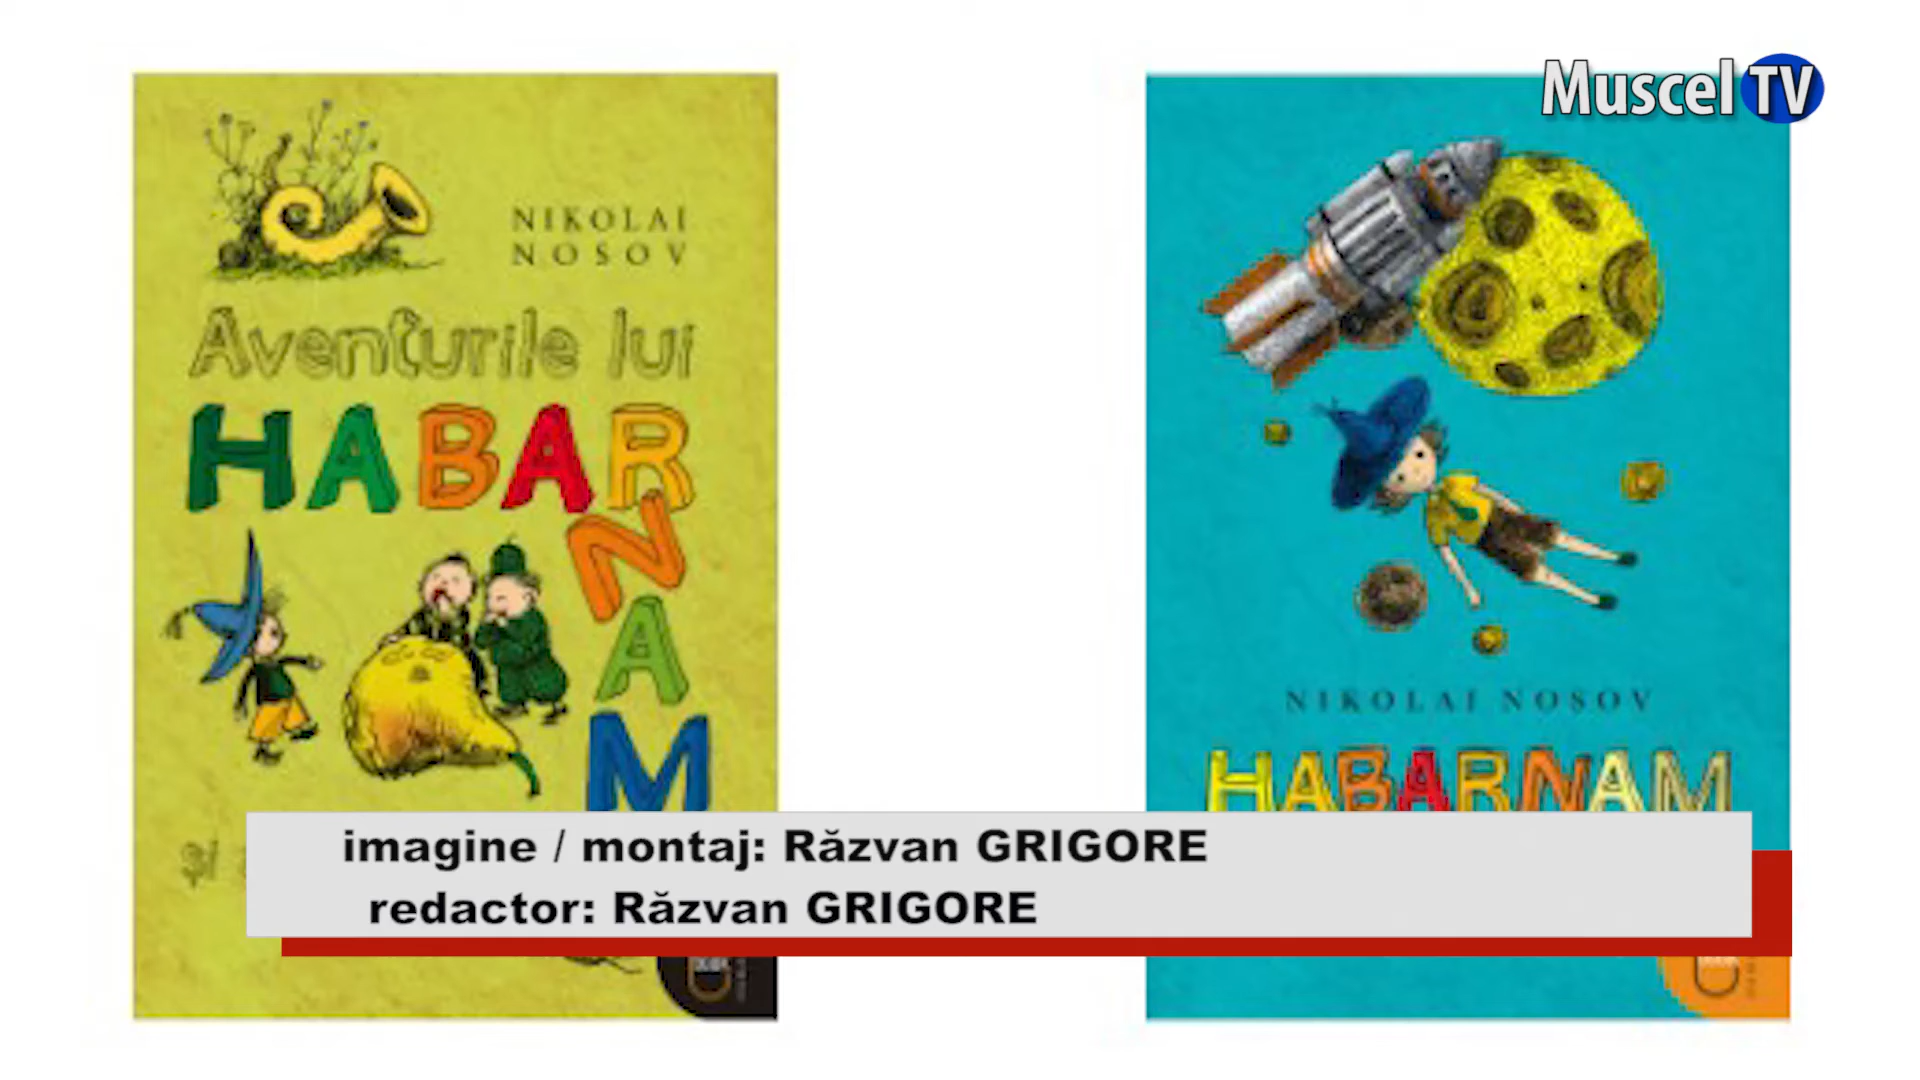 Muscel TV
NIKOLAI
NOSOV
Aventurile lui
HABARNAM
NIKOLAI NOSOV
HABARNAM
imagine / montaj: Răzvan GRIGORE
redactor: Răzvan GRIGORE